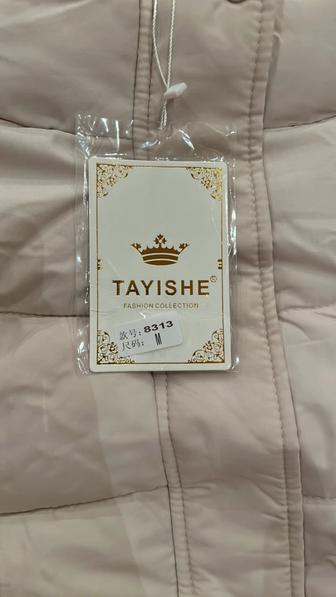 TAYISHE®
FASHION COLLECTION
款号: 8313
尺码: M